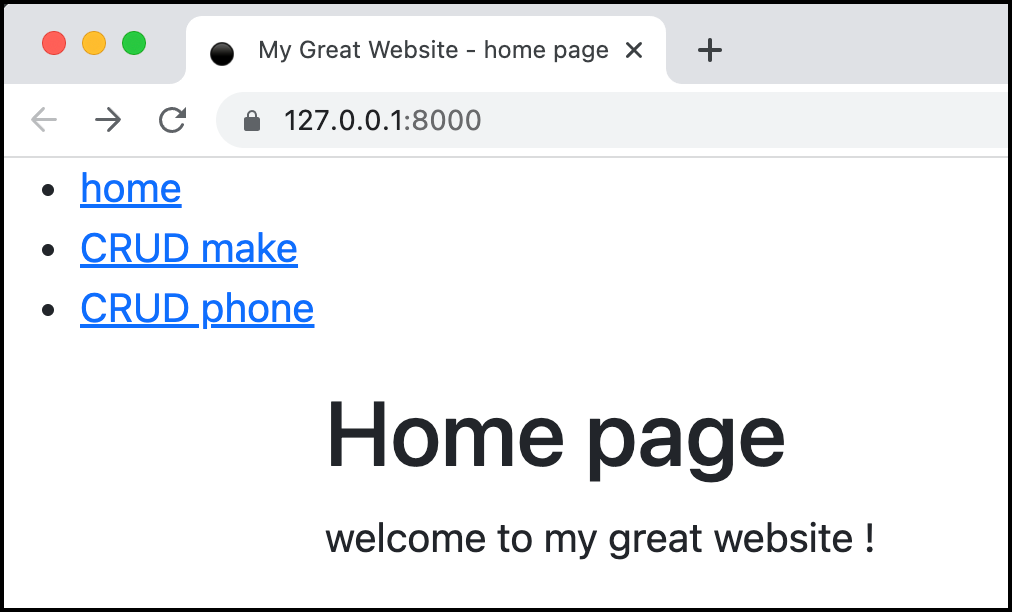 My Great Website - home page
127.0.0.1:8000
home
CRUD make
CRUD phone
Home page
welcome to my great website !